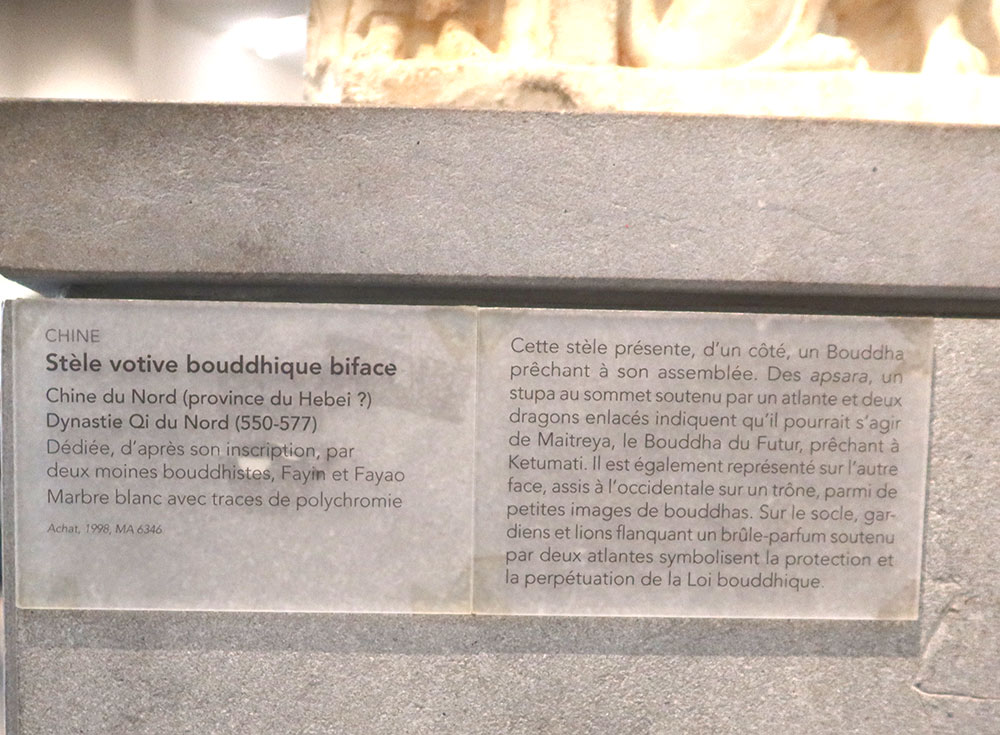 CHINE
Stèle votive bouddhique biface
Chine du Nord (province du Hebei ?)
Dynastie Qi du Nord (550-577)
Dédiée, d'après son inscription, par
deux moines bouddhistes, Fayin et Fayao
Marbre blanc avec traces de polychromie
Achat, 1998, MA 6346
Cette stèle présente, d'un côté, un Bouddha
prêchant à son assemblée. Des apsara, un
stupa au sommet soutenu par un atlante et deux
dragons enlacés indiquent qu'il pourrait s'agir
de Maitreya, le Bouddha du Futur, prêchant à
Ketumati. Il est également représenté sur l'autre
face, assis à l'occidentale sur un trône, parmi de
petites images de bouddhas. Sur le socle, gar-
diens et lions flanquant un brûle-parfum soutenu
par deux atlantes symbolisent la protection et
la perpétuation de la Loi bouddhique.